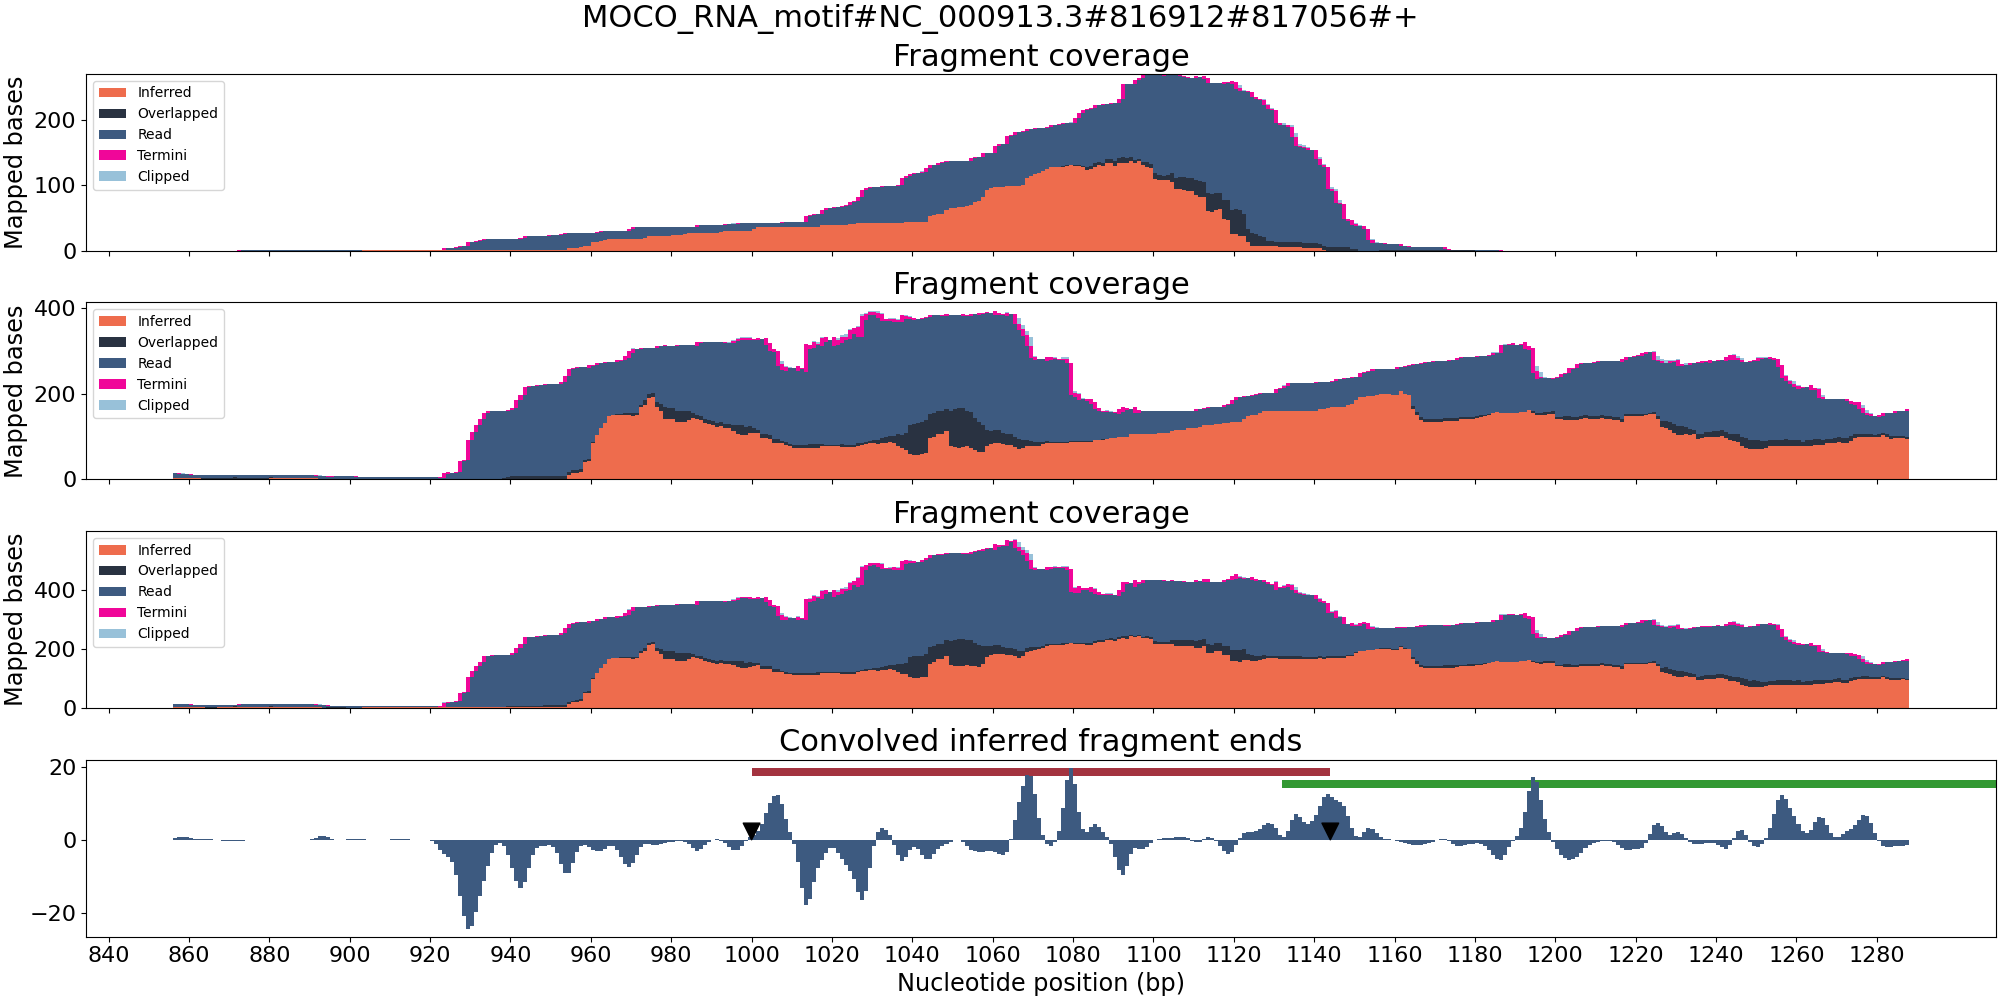 MOCO_RNA_motif#NC_000913.3#816912#817056#+
Fragment coverage
Mapped bases
200
100
0
Inferred
Overlapped
Read
Termini
Clipped
Fragment coverage
Mapped bases
400
200
0
Inferred
Overlapped
Read
Termini
Clipped
Fragment coverage
Mapped bases
400
200
0
Inferred
Overlapped
Read
Termini
Clipped
Convolved inferred fragment ends
20
0
−20
840 860 880 900 920 940 960 980 1000 1020 1040 1060 1080 1100 1120 1140 1160 1180 1200 1220 1240 1260 1280
Nucleotide position (bp)